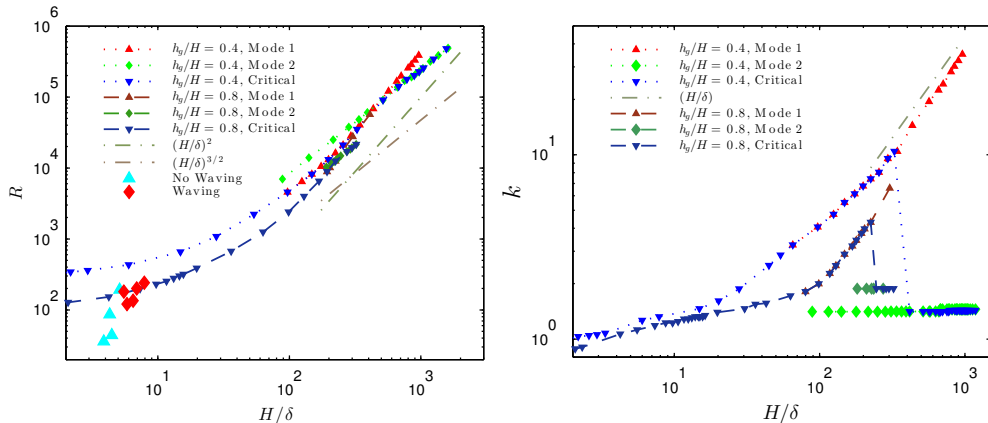 10^6
10^5
10^4
10^3
10^2
R
h_g/H = 0.4, Mode 1
h_g/H = 0.4, Mode 2
h_g/H = 0.4, Critical
h_g/H = 0.8, Mode 1
h_g/H = 0.8, Mode 2
h_g/H = 0.8, Critical
(H/δ)^2
(H/δ)^{3/2}
No Waving
Waving
10^1
10^2
10^3
H/δ
10^1
10^0
k
h_g/H = 0.4, Mode 1
h_g/H = 0.4, Mode 2
h_g/H = 0.4, Critical
(H/δ)
h_g/H = 0.8, Mode 1
h_g/H = 0.8, Mode 2
h_g/H = 0.8, Critical
10^1
10^2
10^3
H/δ